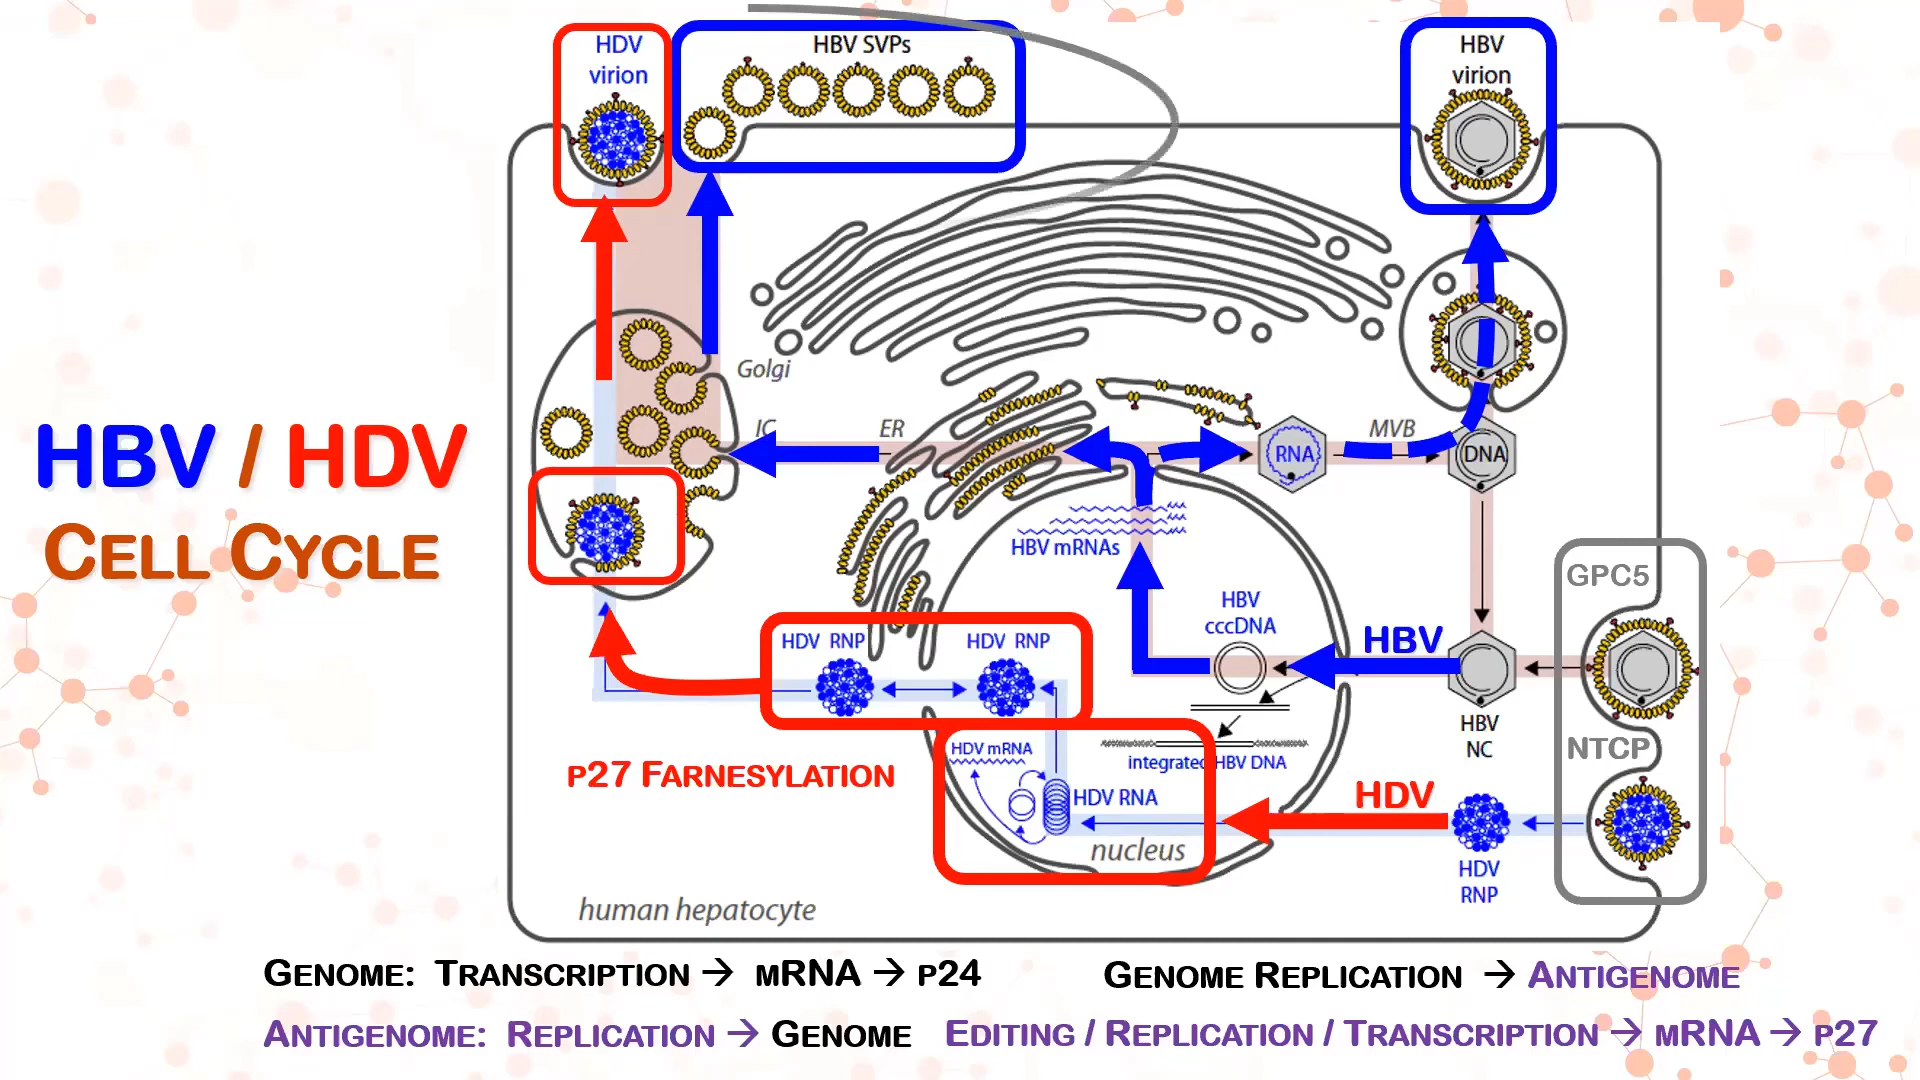 HDV
virion
HBV SVPs
HBV
virion
Golgi
IC
ER
MVB
RNA
DNA
HBV / HDV
CELL CYCLE
HBV mRNAs
GPC5
HBV
cccDNA
HBV
HDV RNP
HDV RNP
HBV
NC
NTCP
HDV mRNA
integrated HBV DNA
P27 FARNESYLATION
HDV RNA
HDV
nucleus
HDV
RNP
human hepatocyte
GENOME: TRANSCRIPTION → MRNA → P24
GENOME REPLICATION → ANTIGENOME
ANTIGENOME: REPLICATION → GENOME
EDITING / REPLICATION / TRANSCRIPTION → MRNA → P27